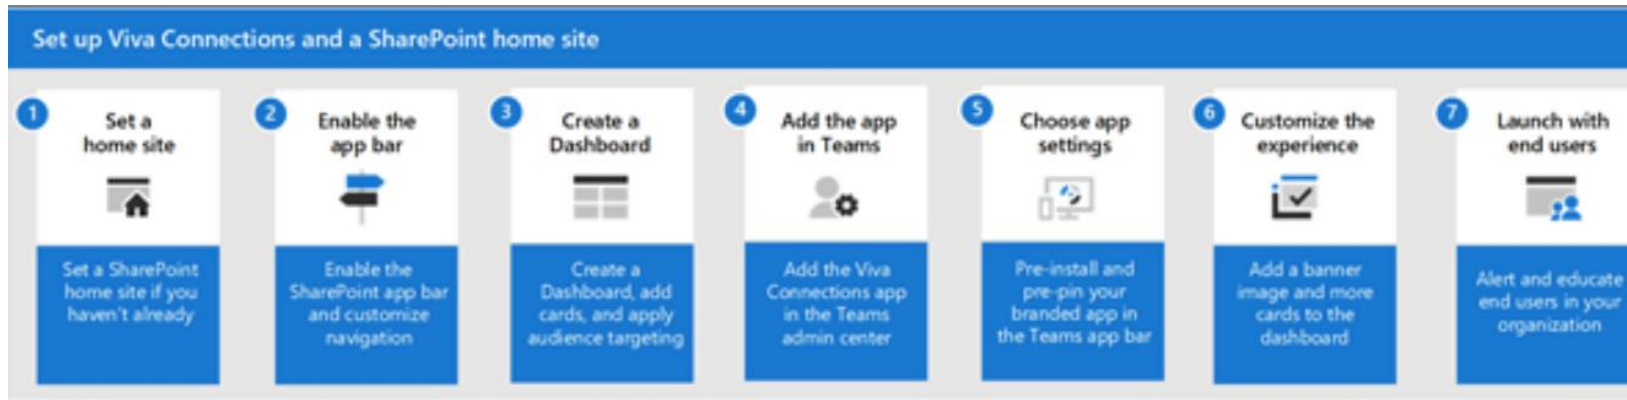 Set up Viva Connections and a SharePoint home site
1
Set a
home site
Set a SharePoint
home site if you
haven't already
2
Enable the
app bar
Enable the
SharePoint app bar
and customize
navigation
3
Create a
Dashboard
Create a
Dashboard, add
cards, and apply
audience targeting
4
Add the app
in Teams
Add the Viva
Connections app
in the Teams
admin center
5
Choose app
settings
Pre-install and
pre-pin your
branded app in
the Teams app bar
6
Customize the
experience
Add a banner
image and more
cards to the
dashboard
7
Launch with
end users
Alert and educate
end users in your
organization